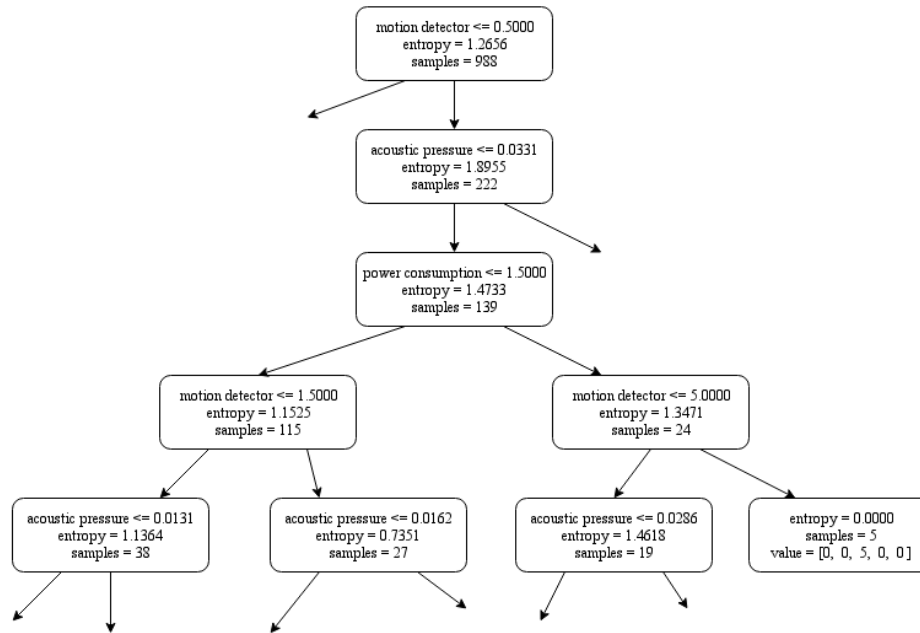 motion detector <= 0.5000
entropy = 1.2656
samples = 988
acoustic pressure <= 0.0331
entropy = 1.8955
samples = 222
power consumption <= 1.5000
entropy = 1.4733
samples = 139
motion detector <= 1.5000
entropy = 1.1525
samples = 115
motion detector <= 5.0000
entropy = 1.3471
samples = 24
acoustic pressure <= 0.0131
entropy = 1.1364
samples = 38
acoustic pressure <= 0.0162
entropy = 0.7351
samples = 27
acoustic pressure <= 0.0286
entropy = 1.4618
samples = 19
entropy = 0.0000
samples = 5
value = [0, 0, 5, 0, 0]